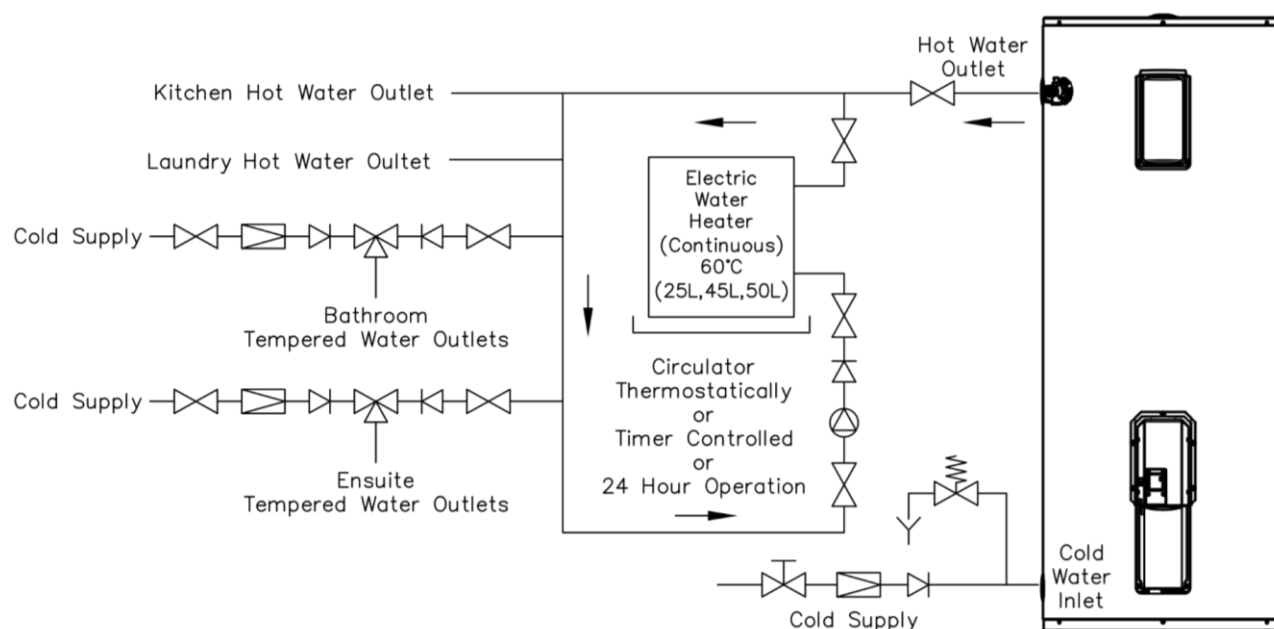 Hot Water
Outlet
Kitchen Hot Water Outlet
Laundry Hot Water Oultet
Electric
Water
Heater
(Continuous)
60°C
(25L,45L,50L)
Cold Supply
Bathroom
Tempered Water Outlets
Circulator
Thermostatically
or
Timer Controlled
or
24 Hour Operation
Cold Supply
Ensuite
Tempered Water Outlets
Cold
Water
Inlet
Cold Supply